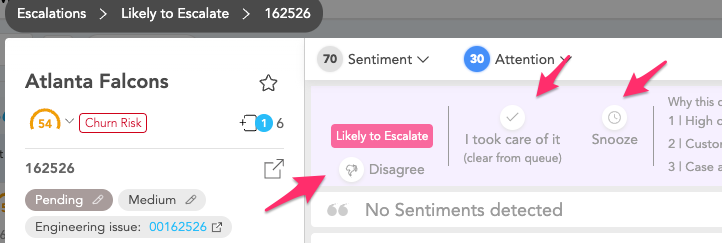 Escalations > Likely to Escalate > 162526
70 Sentiment
30 Attention
Atlanta Falcons
54
Churn Risk
1 6
162526
Pending
Medium
Engineering issue: 00162526
Likely to Escalate
Disagree
I took care of it
(clear from queue)
Snooze
Why this c
1 | High c
2 | Custo
3 | Case a
No Sentiments detected